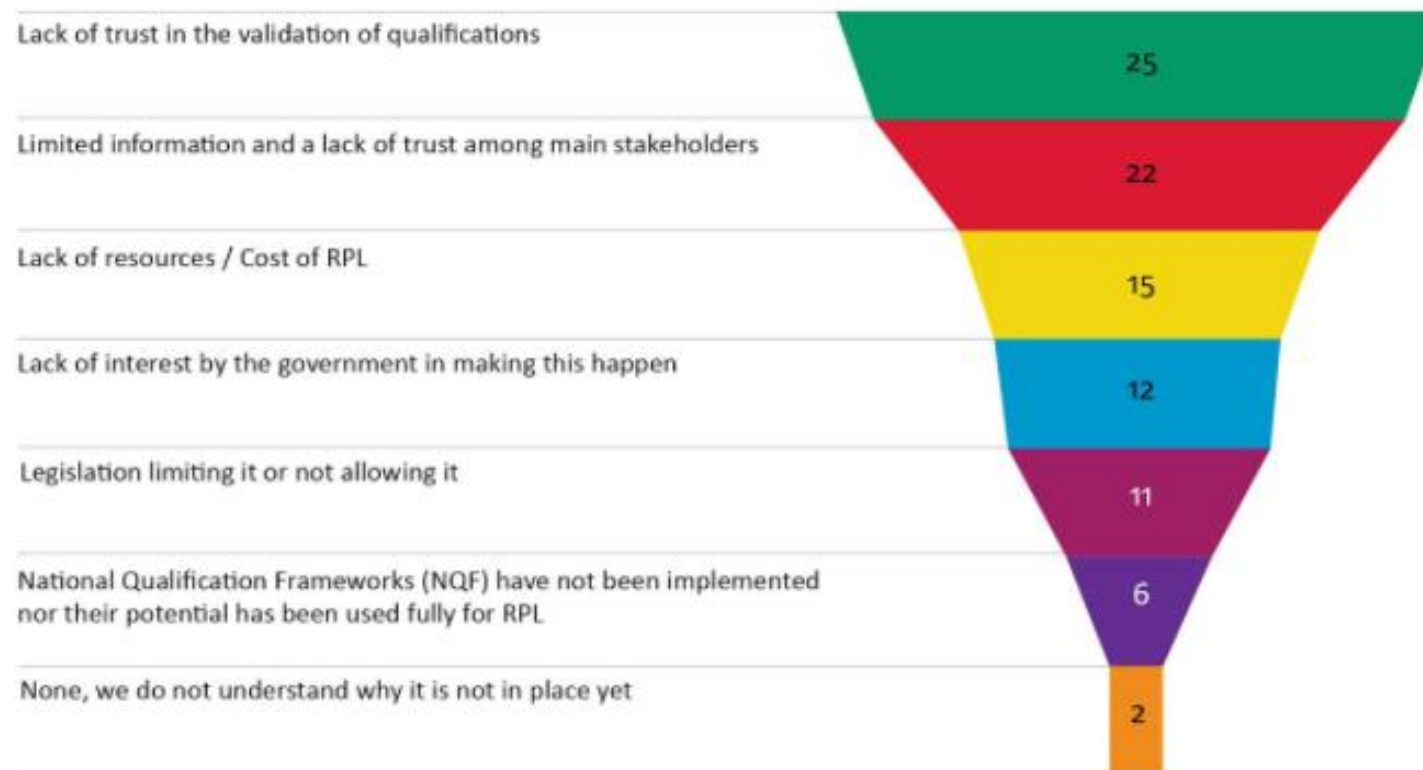 Lack of trust in the validation of qualifications
25
Limited information and a lack of trust among main stakeholders
22
Lack of resources / Cost of RPL
15
Lack of interest by the government in making this happen
12
Legislation limiting it or not allowing it
11
National Qualification Frameworks (NQF) have not been implemented
nor their potential has been used fully for RPL
6
None, we do not understand why it is not in place yet
2